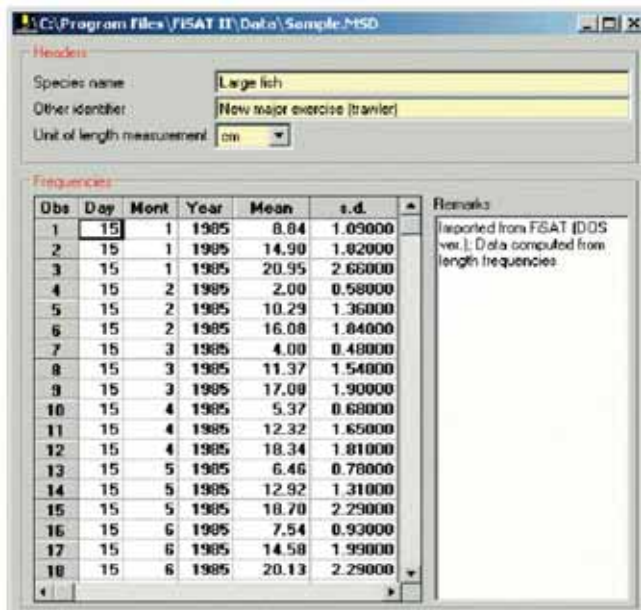 C:\Program Files\FiSAT II\Data\Sample.MSD
Headers
Species name Large fish
Other identifier New major exercise (trawler)
Unit of length measurement cm
Frequencies
Obs Day Mont Year Mean s.d.
1 15 1 1985 8.84 1.09000
2 15 1 1985 14.90 1.82000
3 15 1 1985 20.95 2.66000
4 15 2 1985 2.00 0.58000
5 15 2 1985 10.29 1.36000
6 15 2 1985 16.08 1.84000
7 15 3 1985 4.00 0.48000
8 15 3 1985 11.37 1.54000
9 15 3 1985 17.08 1.90000
10 15 4 1985 5.37 0.68000
11 15 4 1985 12.32 1.65000
12 15 4 1985 18.34 1.81000
13 15 5 1985 6.46 0.78000
14 15 5 1985 12.92 1.31000
15 15 5 1985 18.70 2.29000
16 15 6 1985 7.54 0.93000
17 15 6 1985 14.58 1.99000
18 15 6 1985 20.13 2.29000
Remarks
Imported from FiSAT (DOS
ver.); Data computed from
length frequencies